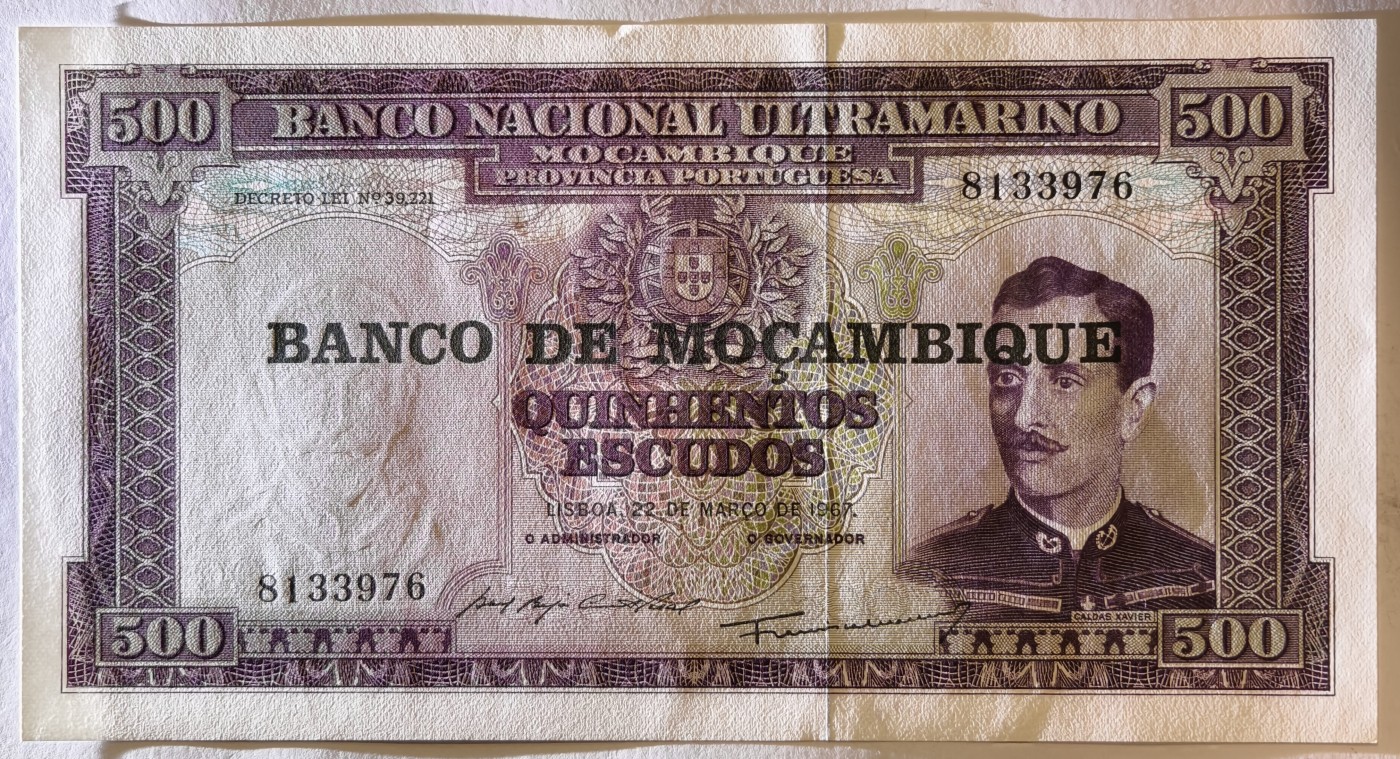 500
BANCO NACIONAL ULTRAMARINO
500
MOÇAMBIQUE
PROVINCIA PORTUGUESA
DECRETO-LEI Nº 39,221
8133976
BANCO DE MOÇAMBIQUE
QUINHENTOS
ESCUDOS
LISBOA, 22 DE MARÇO DE 1967.
O ADMINISTRADOR
O GOVERNADOR
8133976
CALDAS XAVIER
500
500